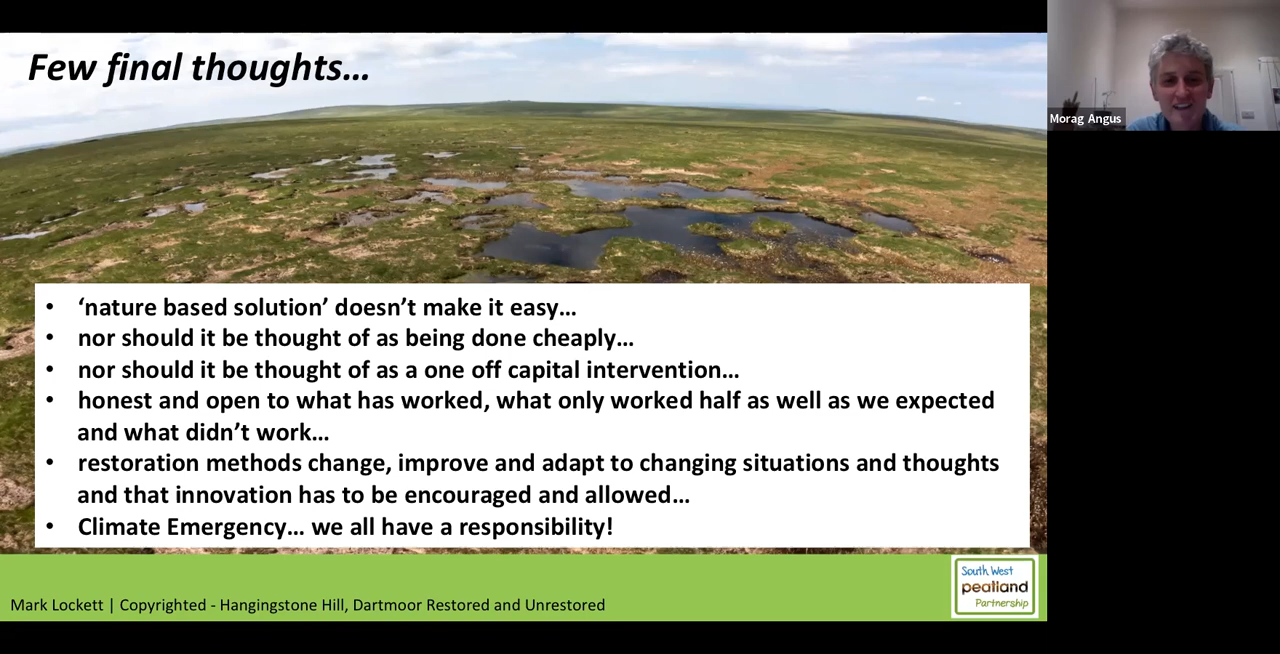 Few final thoughts…
Morag Angus
• ‘nature based solution’ doesn’t make it easy…
• nor should it be thought of as being done cheaply…
• nor should it be thought of as a one off capital intervention…
• honest and open to what has worked, what only worked half as well as we expected
and what didn’t work…
• restoration methods change, improve and adapt to changing situations and thoughts
and that innovation has to be encouraged and allowed…
• Climate Emergency… we all have a responsibility!
Mark Lockett | Copyrighted - Hangingstone Hill, Dartmoor Restored and Unrestored
South West
peatland
Partnership